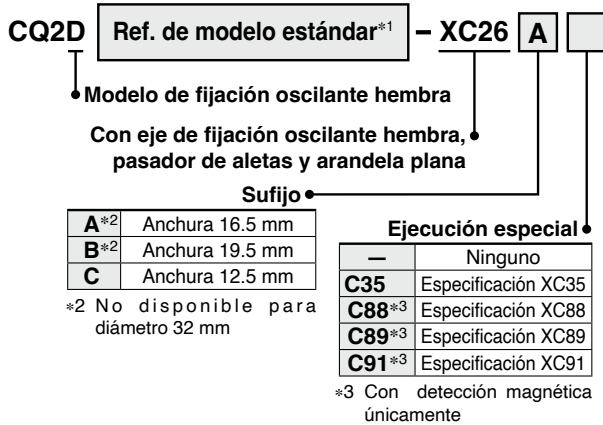 CQ2D Ref. de modelo estándar*1 – XC26 A
Modelo de fijación oscilante hembra
Con eje de fijación oscilante hembra,
pasador de aletas y arandela plana
Sufijo
A*2 Anchura 16.5 mm
B*2 Anchura 19.5 mm
C Anchura 12.5 mm
*2 No disponible para
diámetro 32 mm
Ejecución especial
— Ninguno
C35 Especificación XC35
C88*3 Especificación XC88
C89*3 Especificación XC89
C91*3 Especificación XC91
*3 Con detección magnética
únicamente